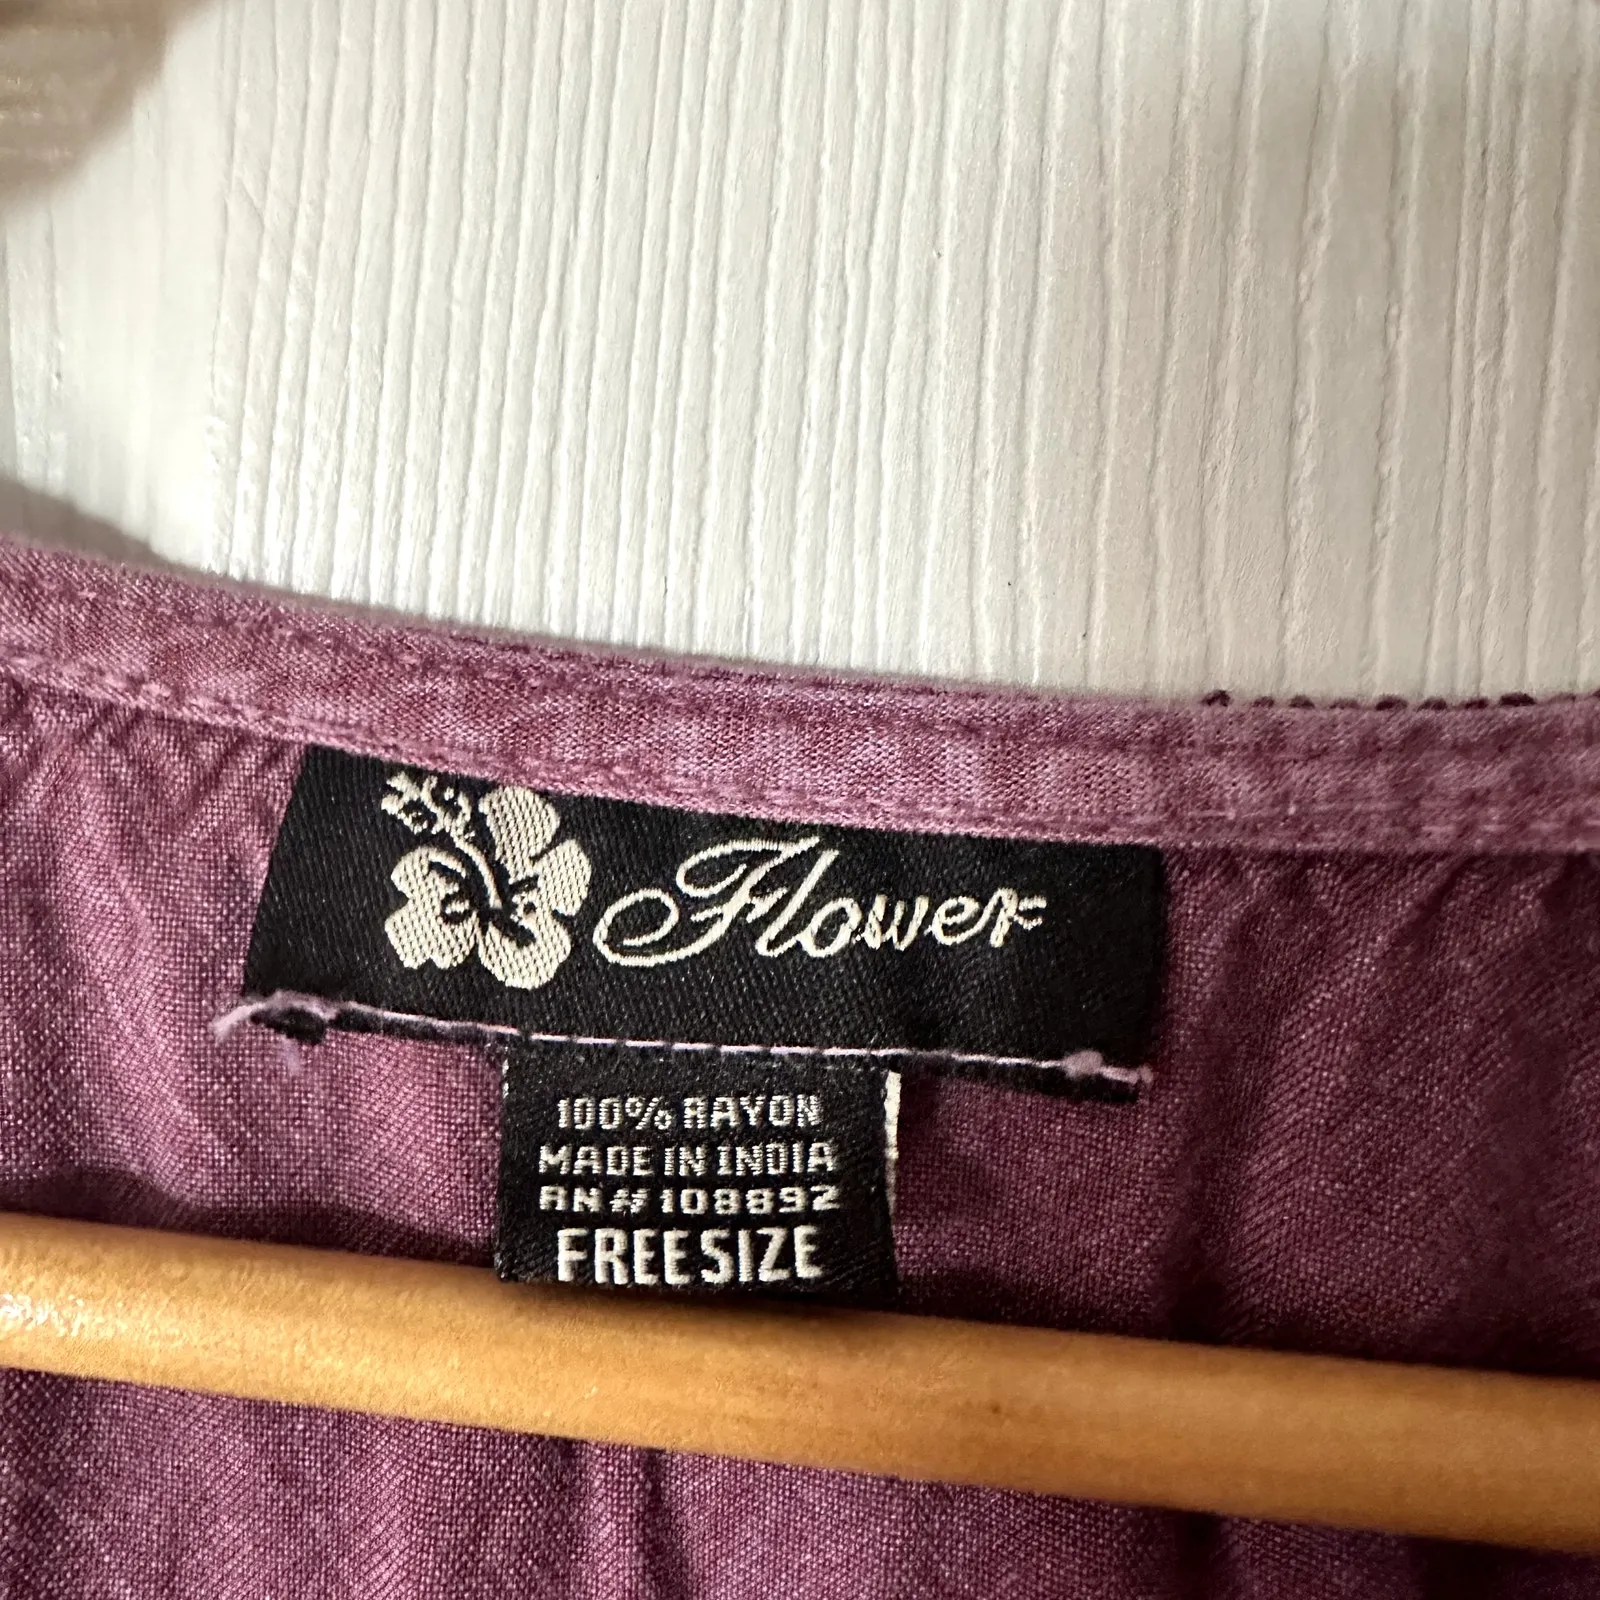 Flower
100% RAYON
MADE IN INDIA
RN # 108892
FREE SIZE